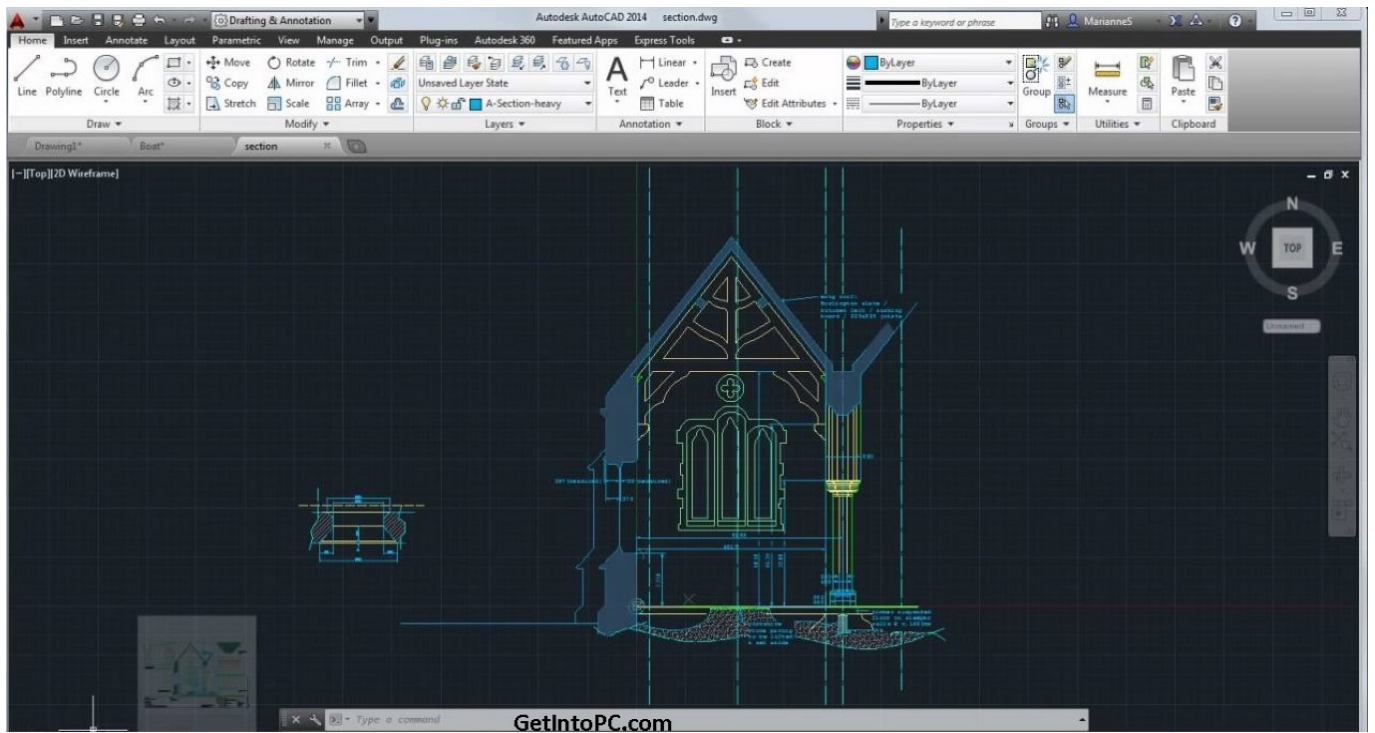 Drafting & Annotation
Autodesk AutoCAD 2014 section.dwg
Type a keyword or phrase
MarianneS
Home Insert Annotate Layout Parametric View Manage Output Plug-ins Autodesk 360 Featured Apps Express Tools
Line Polyline Circle Arc
Move Rotate Trim
Copy Mirror Fillet
Stretch Scale Array
Unsaved Layer State
A-Section-heavy
Text
Linear
Leader
Table
Insert
Create
Edit
Edit Attributes
ByLayer
ByLayer
ByLayer
Group
Measure
Paste
Draw Modify Layers Annotation Block Properties Groups Utilities Clipboard
Drawing1* Boat* section
[−][Top][2D Wireframe]
N
W TOP E
S
Unnamed
Type a command
GetIntoPC.com